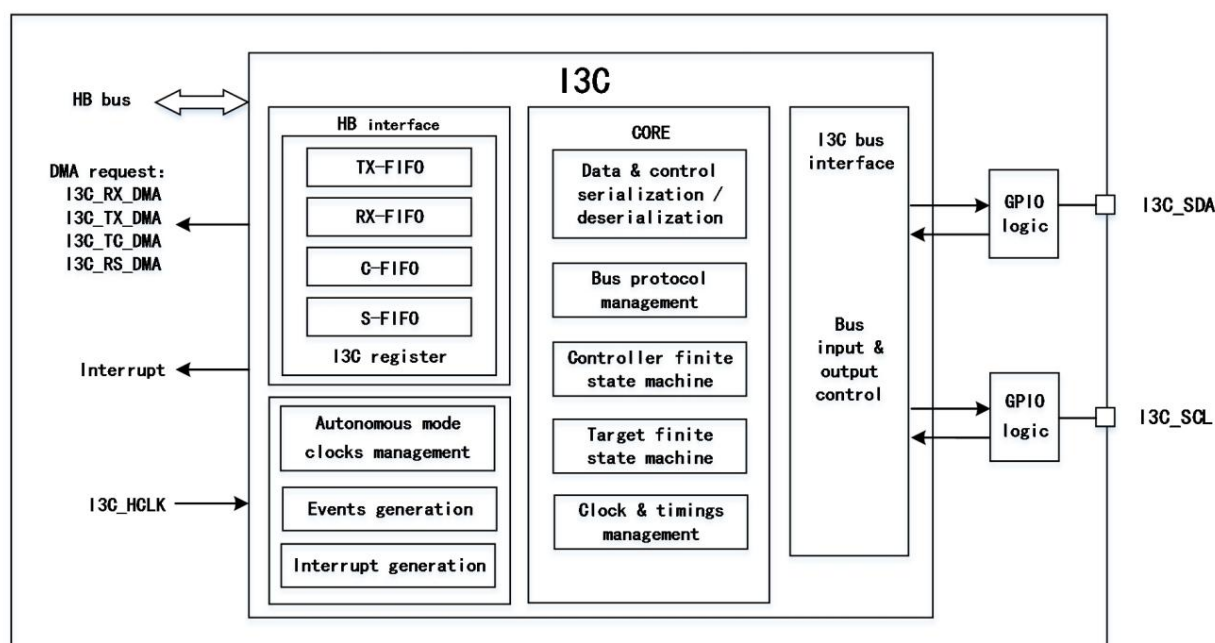 I3C
HB bus
DMA request:
I3C_RX_DMA
I3C_TX_DMA
I3C_TC_DMA
I3C_RS_DMA
Interrupt
I3C_HCLK
HB interface
TX-FIFO
RX-FIFO
C-FIFO
S-FIFO
I3C register
Autonomous mode
clocks management
Events generation
Interrupt generation
CORE
Data & control
serialization /
deserialization
Bus protocol
management
Controller finite
state machine
Target finite
state machine
Clock & timings
management
I3C bus
interface
Bus
input &
output
control
GPIO
logic
I3C_SDA
GPIO
logic
I3C_SCL